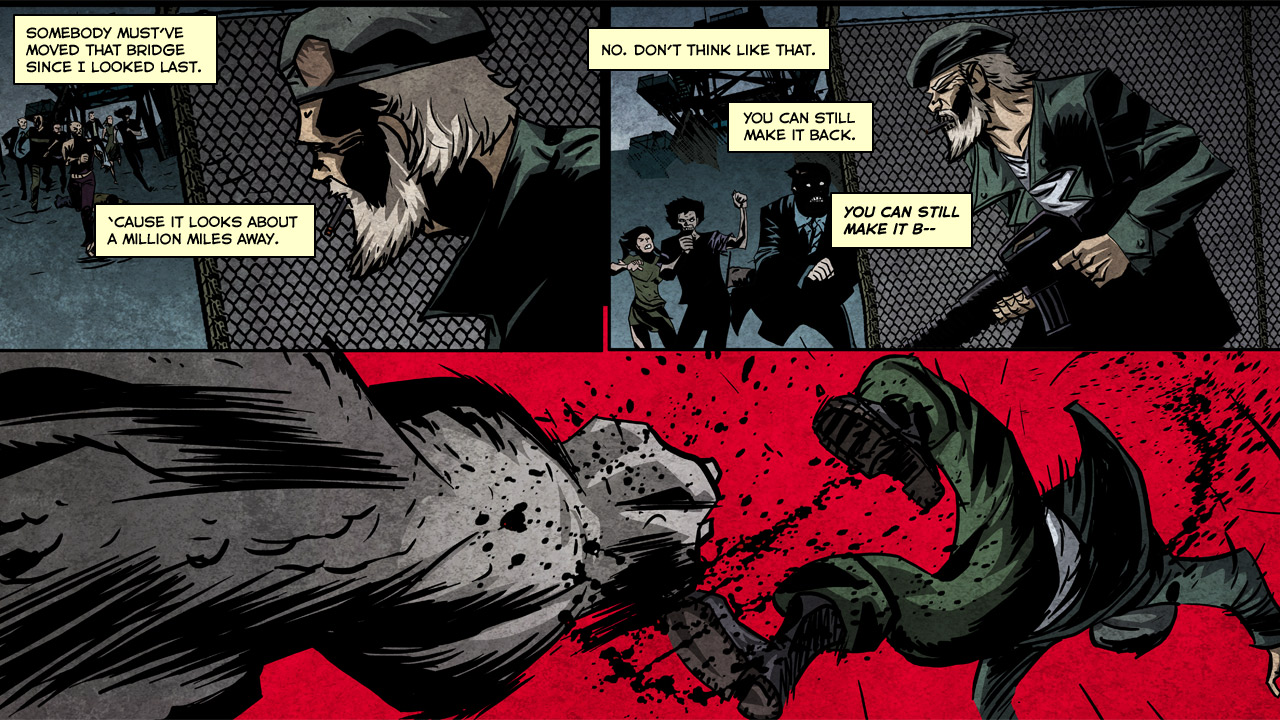 SOMEBODY MUST'VE
MOVED THAT BRIDGE
SINCE I LOOKED LAST.
'CAUSE IT LOOKS ABOUT
A MILLION MILES AWAY.
NO. DON'T THINK LIKE THAT.
YOU CAN STILL
MAKE IT BACK.
YOU CAN STILL
MAKE IT B--